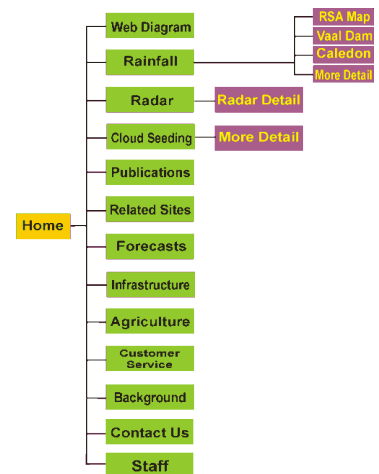 Web Diagram
Rainfall
RSA Map
Vaal Dam
Caledon
More Detail
Radar
Radar Detail
Cloud Seeding
More Detail
Publications
Related Sites
Home
Forecasts
Infrastructure
Agriculture
Customer
Service
Background
Contact Us
Staff